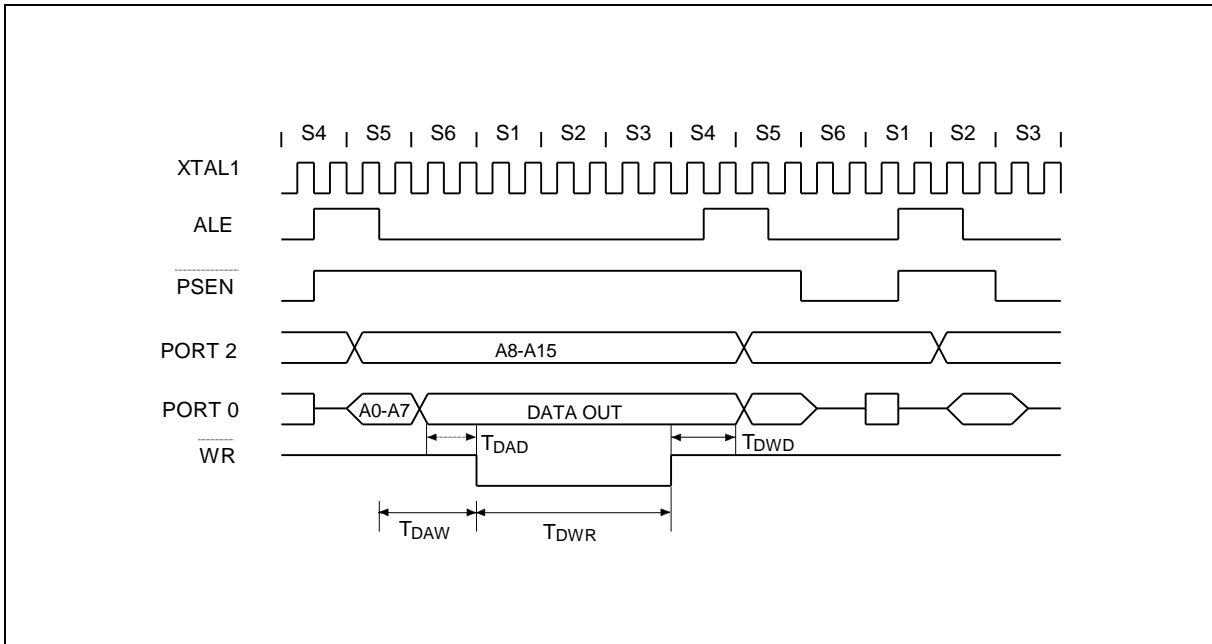 S4 S5 S6 S1 S2 S3 S4 S5 S6 S1 S2 S3
XTAL1
ALE
PSEN
PORT 2 A8-A15
PORT 0 A0-A7 DATA OUT
TDAD TDWD
WR
TDAW TDWR